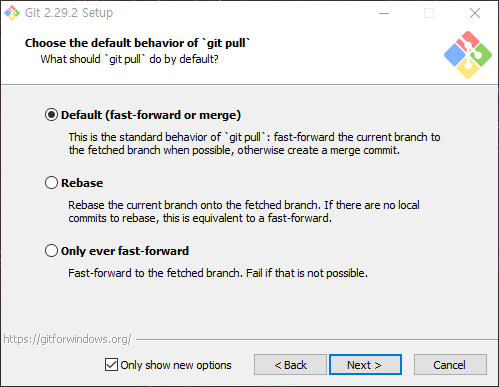 Git 2.29.2 Setup
Choose the default behavior of `git pull`
What should `git pull` do by default?
Default (fast-forward or merge)
This is the standard behavior of `git pull`: fast-forward the current branch to
the fetched branch when possible, otherwise create a merge commit.
Rebase
Rebase the current branch onto the fetched branch. If there are no local
commits to rebase, this is equivalent to a fast-forward.
Only ever fast-forward
Fast-forward to the fetched branch. Fail if that is not possible.
https://gitforwindows.org/
Only show new options
< Back
Next >
Cancel